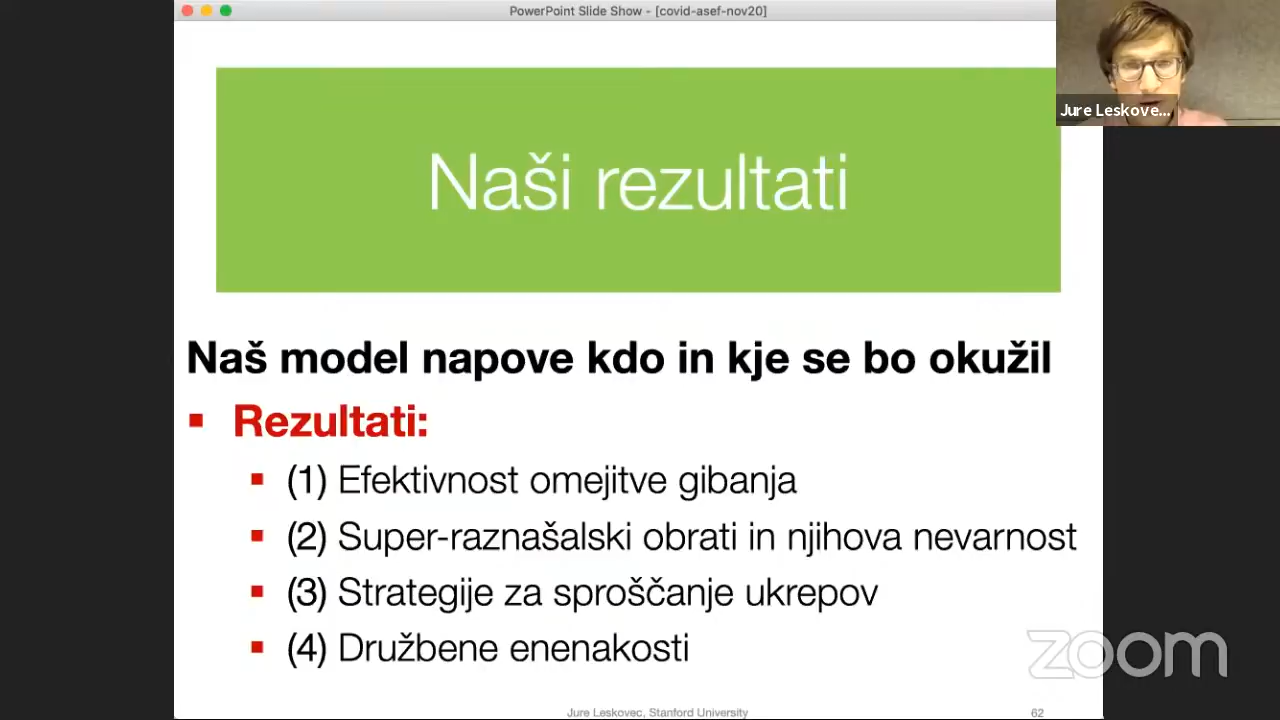 PowerPoint Slide Show - [covid-asef-nov20]
Jure Leskove...
Naši rezultati
Naš model napove kdo in kje se bo okužil
▪ Rezultati:
▪ (1) Efektivnost omejitve gibanja
▪ (2) Super-raznašalski obrati in njihova nevarnost
▪ (3) Strategije za sproščanje ukrepov
▪ (4) Družbene enenakosti
zoom
Jure Leskovec, Stanford University
62